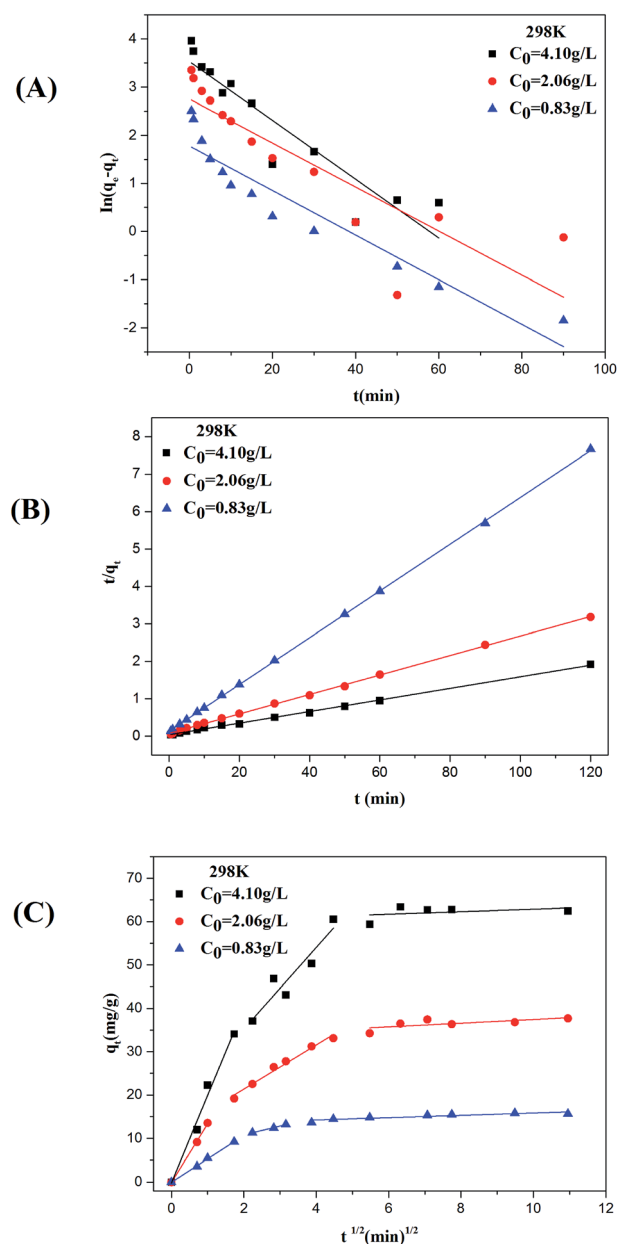 (A)
298K
C0=4.10g/L
C0=2.06g/L
C0=0.83g/L
ln(qe-qt)
4
3
2
1
0
-1
-2
0 20 40 60 80 100
t(min)
(B)
298K
C0=4.10g/L
C0=2.06g/L
C0=0.83g/L
t/qt
8
7
6
5
4
3
2
1
0
0 20 40 60 80 100 120
t (min)
(C)
298K
C0=4.10g/L
C0=2.06g/L
C0=0.83g/L
qt(mg/g)
70
60
50
40
30
20
10
0
0 2 4 6 8 10 12
t 1/2(min)1/2